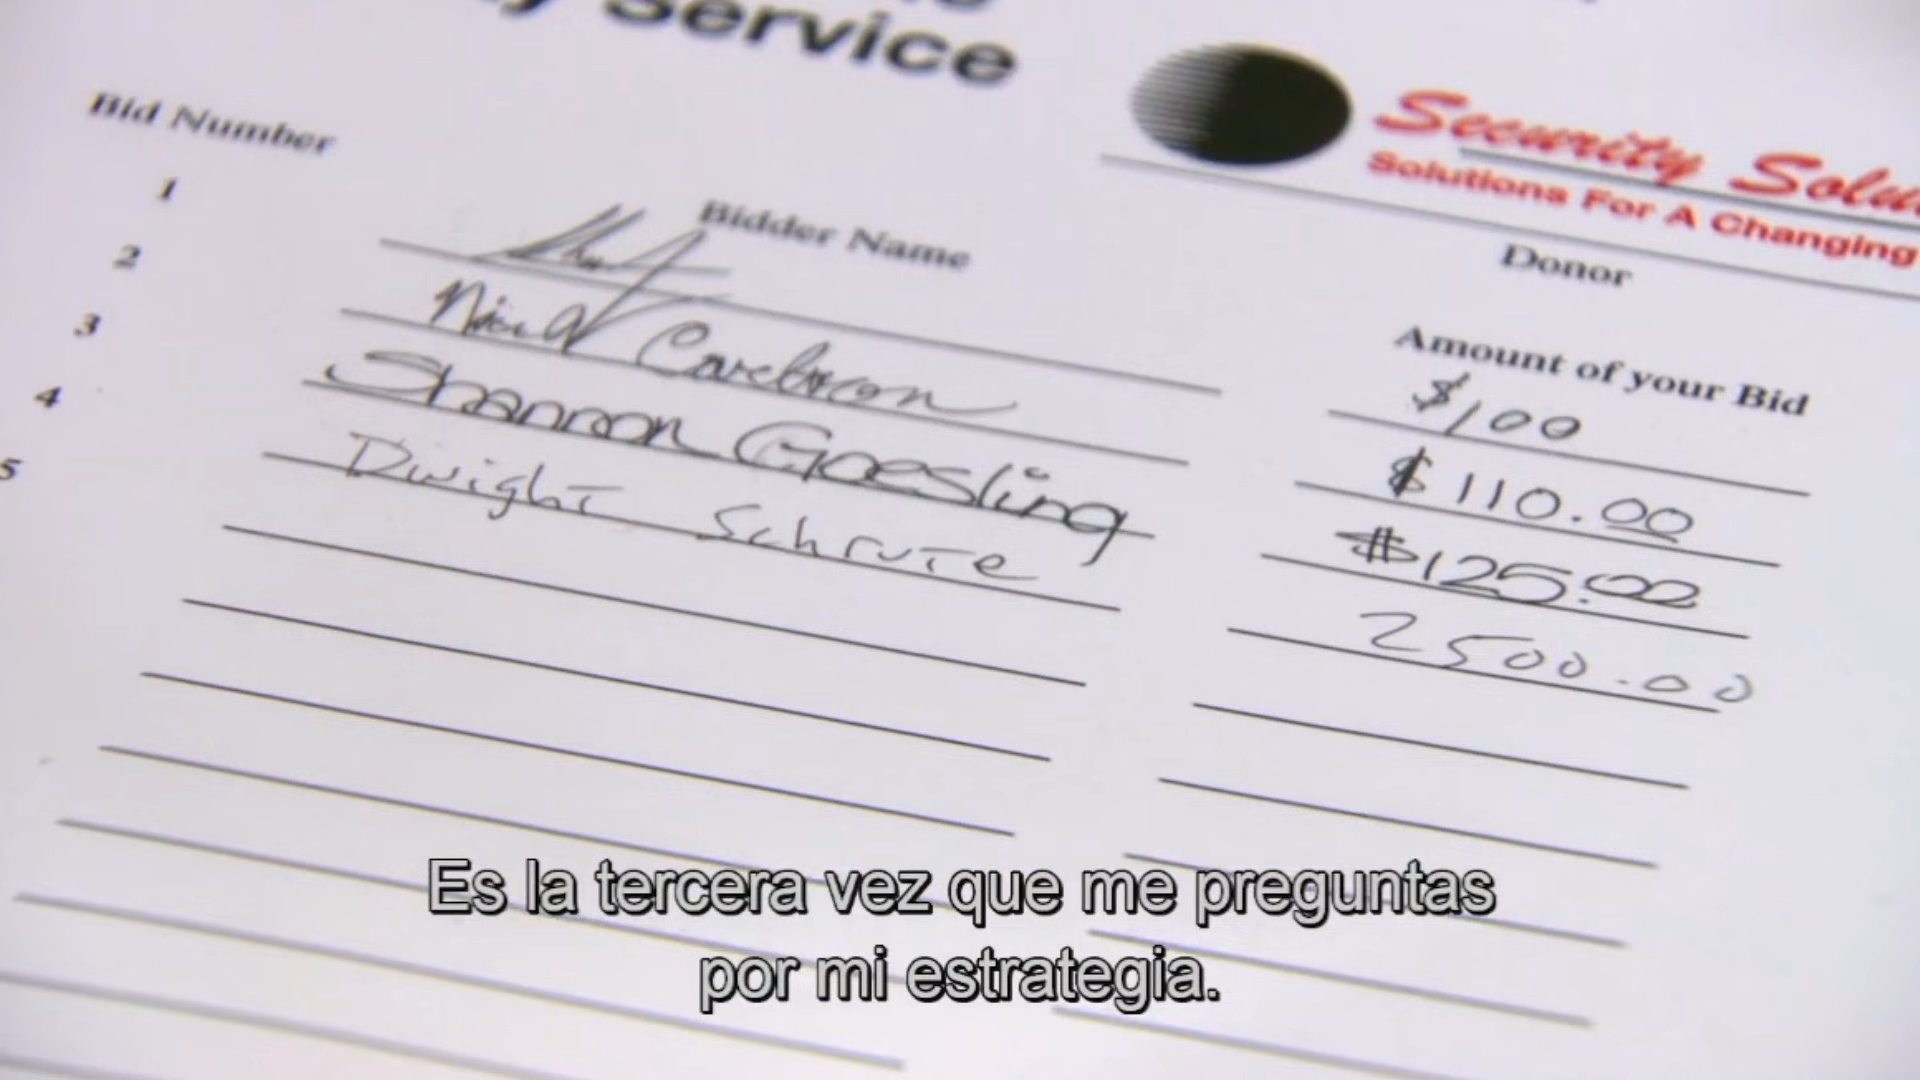 Service
Security Solu
Solutions For A Changing
Donor
Bid Number
Bidder Name
Amount of your Bid
1
$100
2
$110.00
3
Shannon Goesling
$125.00
4
Dwight Schrute
2500.00
5
Es la tercera vez que me preguntas
por mi estrategia.